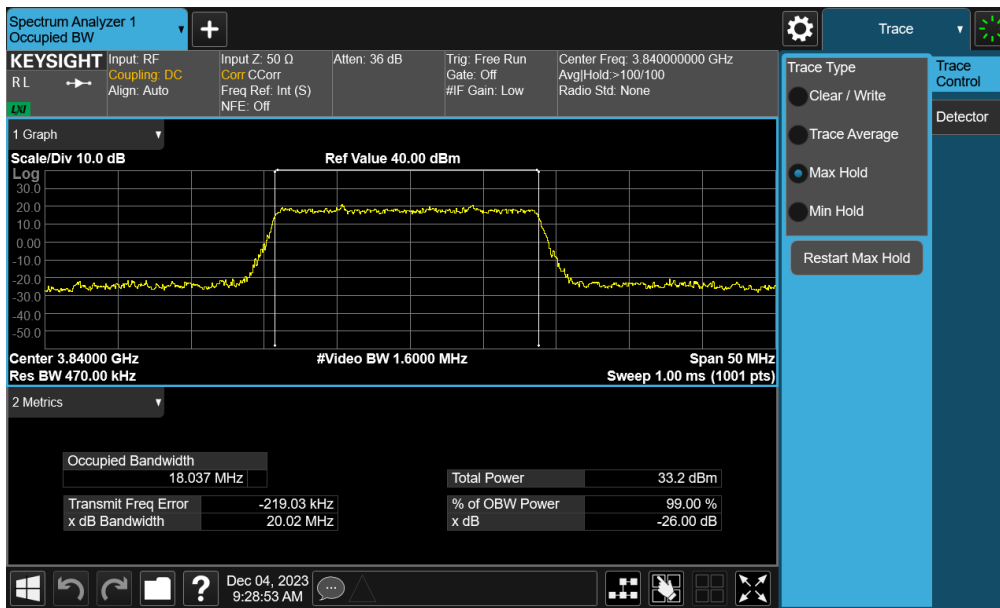 Spectrum Analyzer 1
Occupied BW
+
Trace
KEYSIGHT
R L
LXI
Input: RF
Coupling: DC
Align: Auto
Input Z: 50 Ω
Corr CCorr
Freq Ref: Int (S)
NFE: Off
Atten: 36 dB
Trig: Free Run
Gate: Off
#IF Gain: Low
Center Freq: 3.840000000 GHz
Avg|Hold:>100/100
Radio Std: None
Trace Type
Clear / Write
Trace Average
Max Hold
Min Hold
Restart Max Hold
Trace
Control
Detector
1 Graph
Scale/Div 10.0 dB
Ref Value 40.00 dBm
Log
30.0
20.0
10.0
0.00
-10.0
-20.0
-30.0
-40.0
-50.0
Center 3.84000 GHz
#Video BW 1.6000 MHz
Span 50 MHz
Res BW 470.00 kHz
Sweep 1.00 ms (1001 pts)
2 Metrics
Occupied Bandwidth
18.037 MHz
Total Power 33.2 dBm
Transmit Freq Error -219.03 kHz
% of OBW Power 99.00 %
x dB Bandwidth 20.02 MHz
x dB -26.00 dB
?
Dec 04, 2023
9:28:53 AM